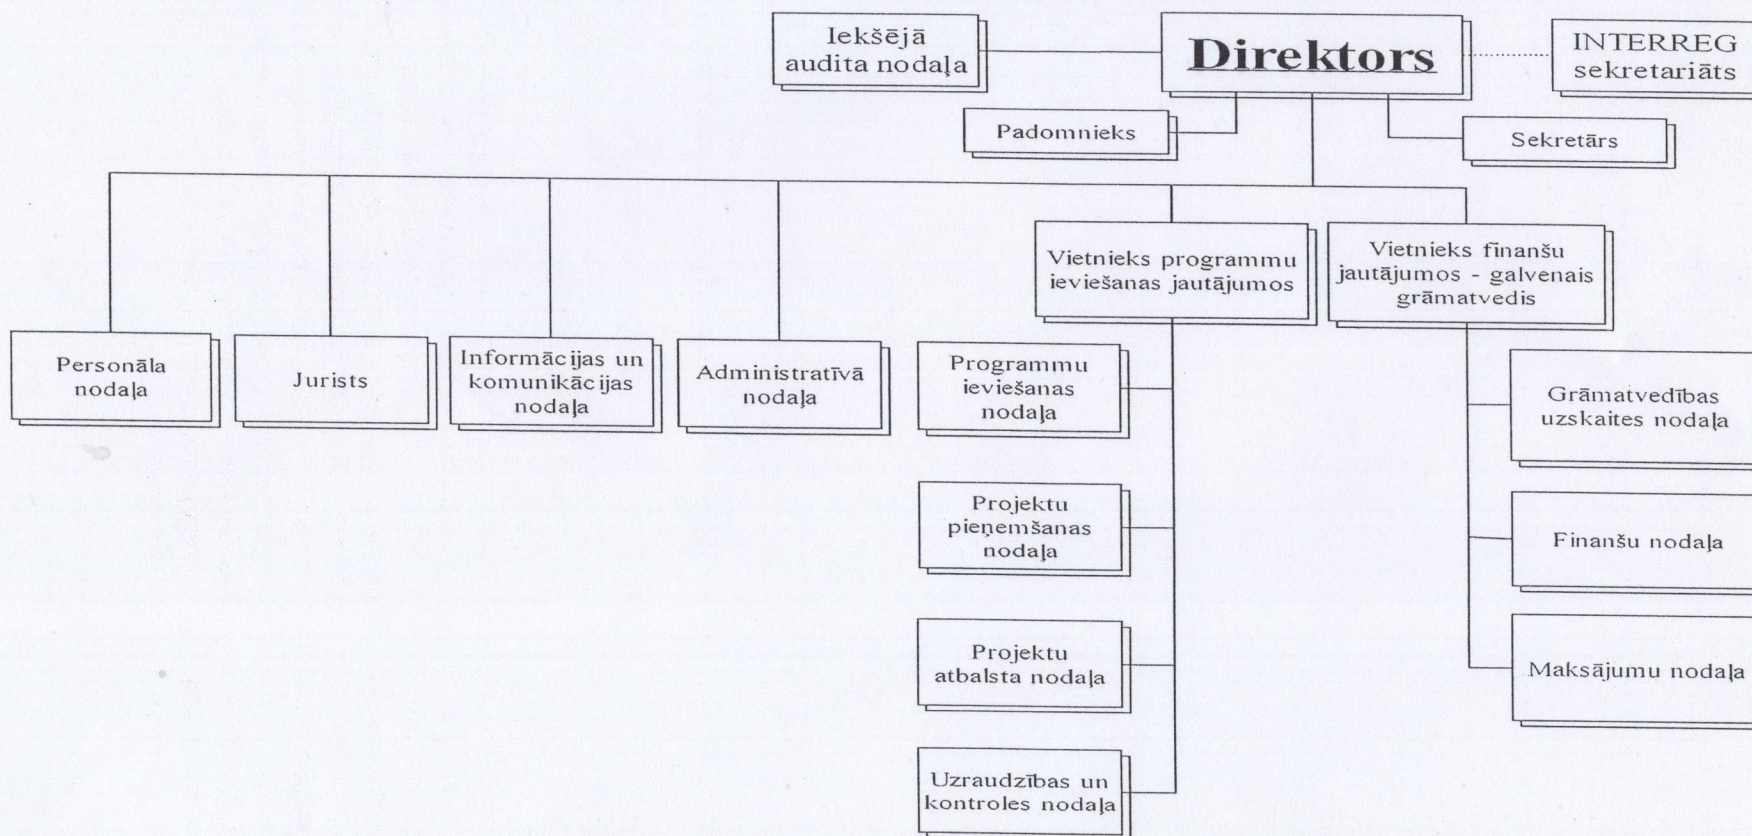 Iekšējā
audita nodaļa
Direktors
INTERREG
sekretariāts
Padomnieks
Sekretārs
Vietnieks programmu
ieviešanas jautājumos
Vietnieks finanšu
jautājumos - galvenais
grāmatvedis
Personāla
nodaļa
Jurists
Informācijas un
komunikācijas
nodaļa
Administratīvā
nodaļa
Programmu
ieviešanas
nodaļa
Grāmatvedības
uzskaites nodaļa
Projektu
pieņemšanas
nodaļa
Finanšu nodaļa
Projektu
atbalsta nodaļa
Maksājumu nodaļa
Uzraudzības un
kontroles nodaļa